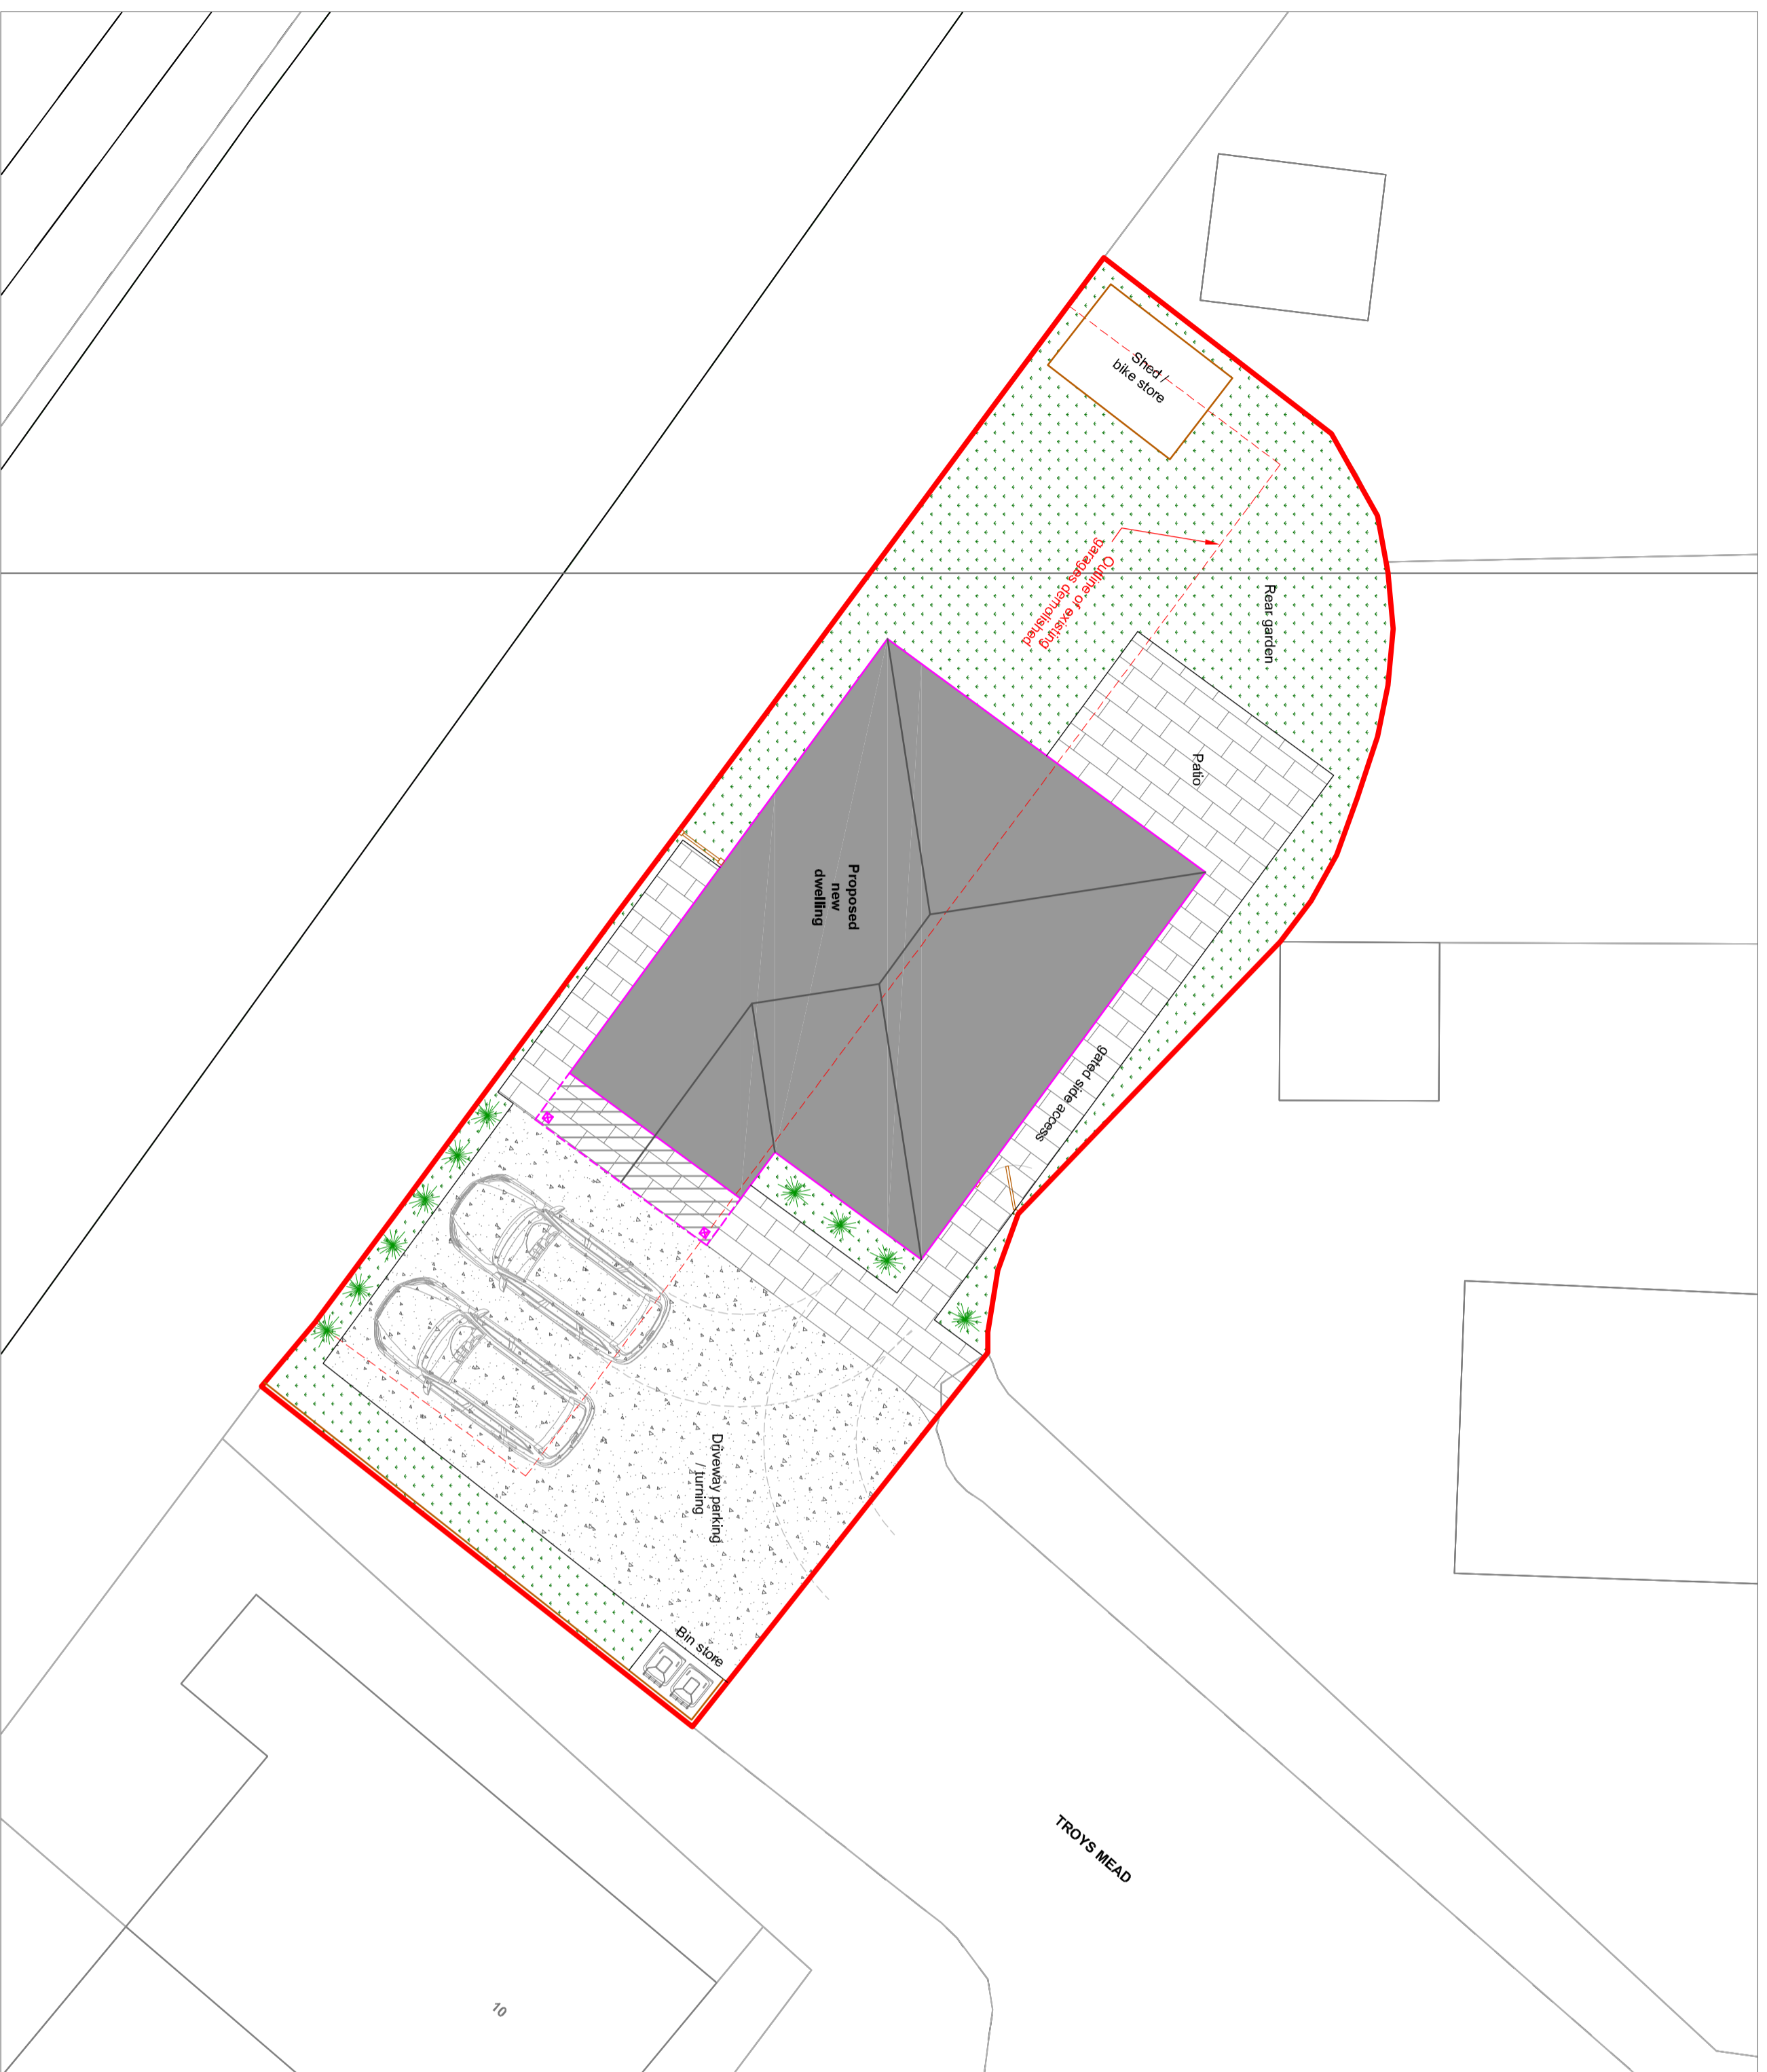 Shed /
bike store
Outline of existing
garages demolished
Rear garden
Patio
Proposed
new
dwelling
gated side access
Driveway parking
/ turning
Bin store
TROYS MEAD
10